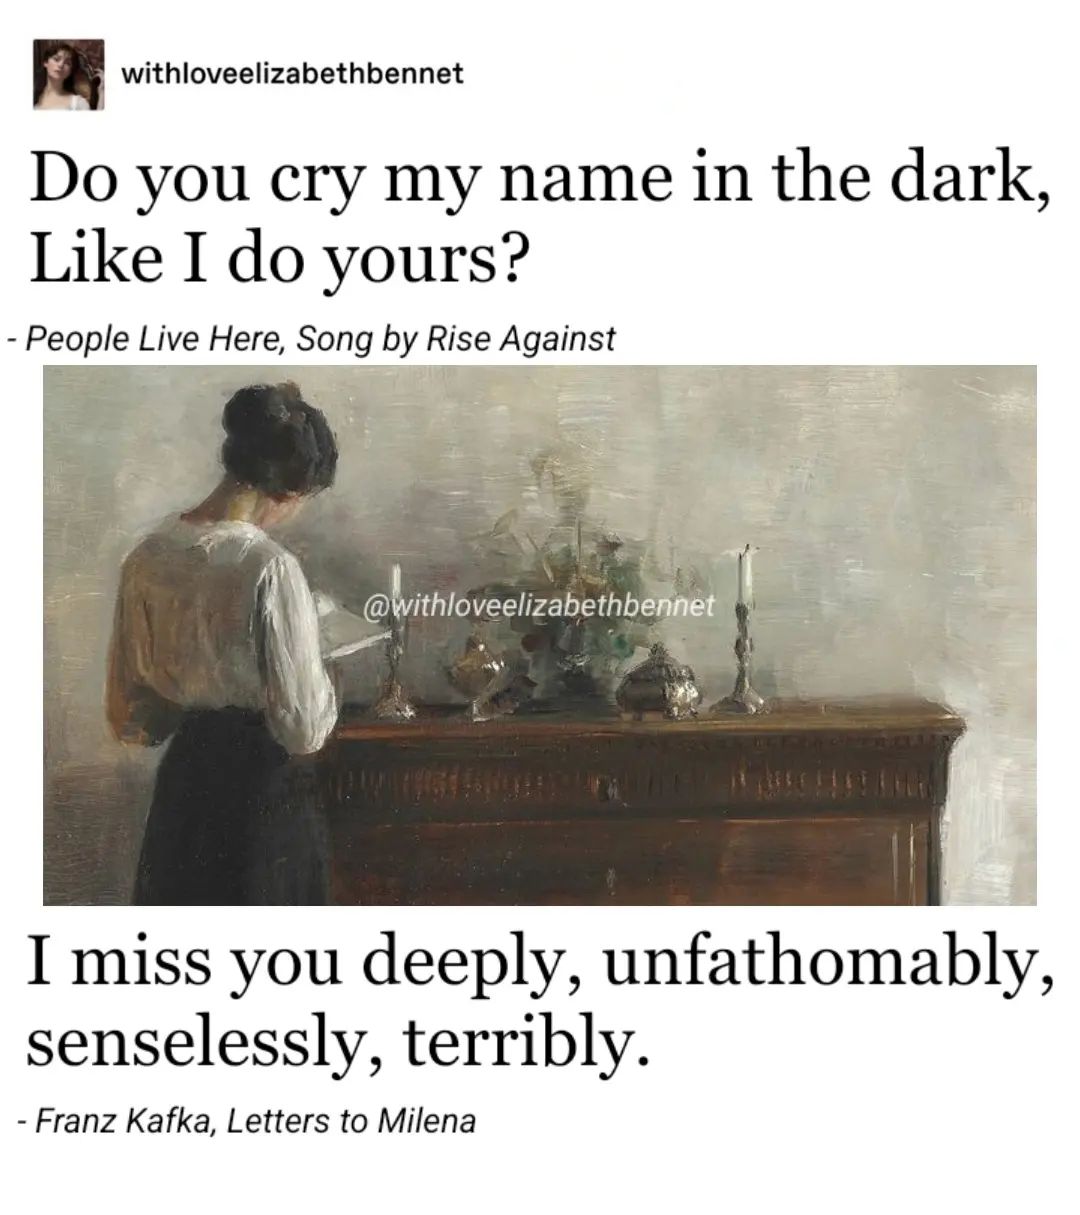 withloveelizabethbennet
Do you cry my name in the dark,
Like I do yours?
- People Live Here, Song by Rise Against
@withloveelizabethbennet
I miss you deeply, unfathomably,
senselessly, terribly.
- Franz Kafka, Letters to Milena